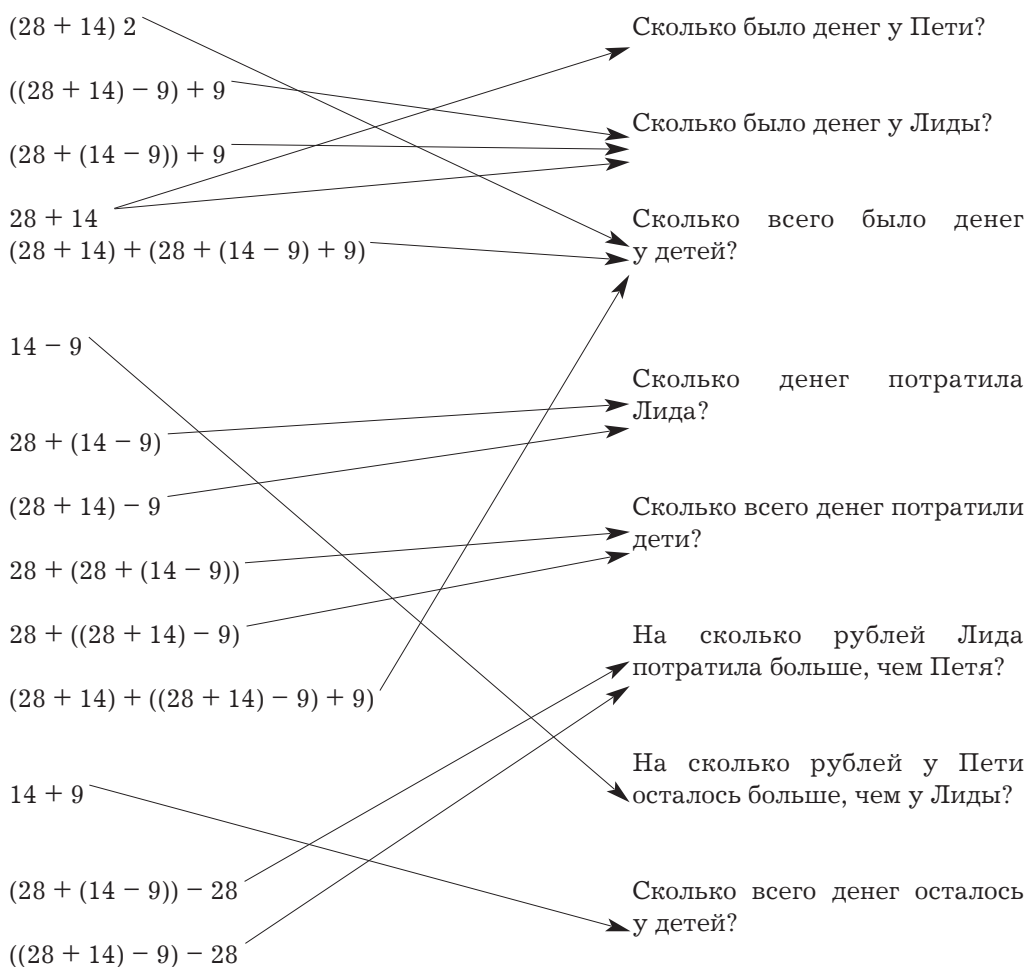 (28 + 14) 2
((28 + 14) − 9) + 9
(28 + (14 − 9)) + 9
28 + 14
(28 + 14) + (28 + (14 − 9) + 9)
14 − 9
28 + (14 − 9)
(28 + 14) − 9
28 + (28 + (14 − 9))
28 + ((28 + 14) − 9)
(28 + 14) + ((28 + 14) − 9) + 9)
14 + 9
(28 + (14 − 9)) − 28
((28 + 14) − 9) − 28
Сколько было денег у Пети?
Сколько было денег у Лиды?
Сколько всего было денег
у детей?
Сколько денег потратила
Лида?
Сколько всего денег потратили
дети?
На сколько рублей Лида
потратила больше, чем Петя?
На сколько рублей у Пети
осталось больше, чем у Лиды?
Сколько всего денег осталось
у детей?